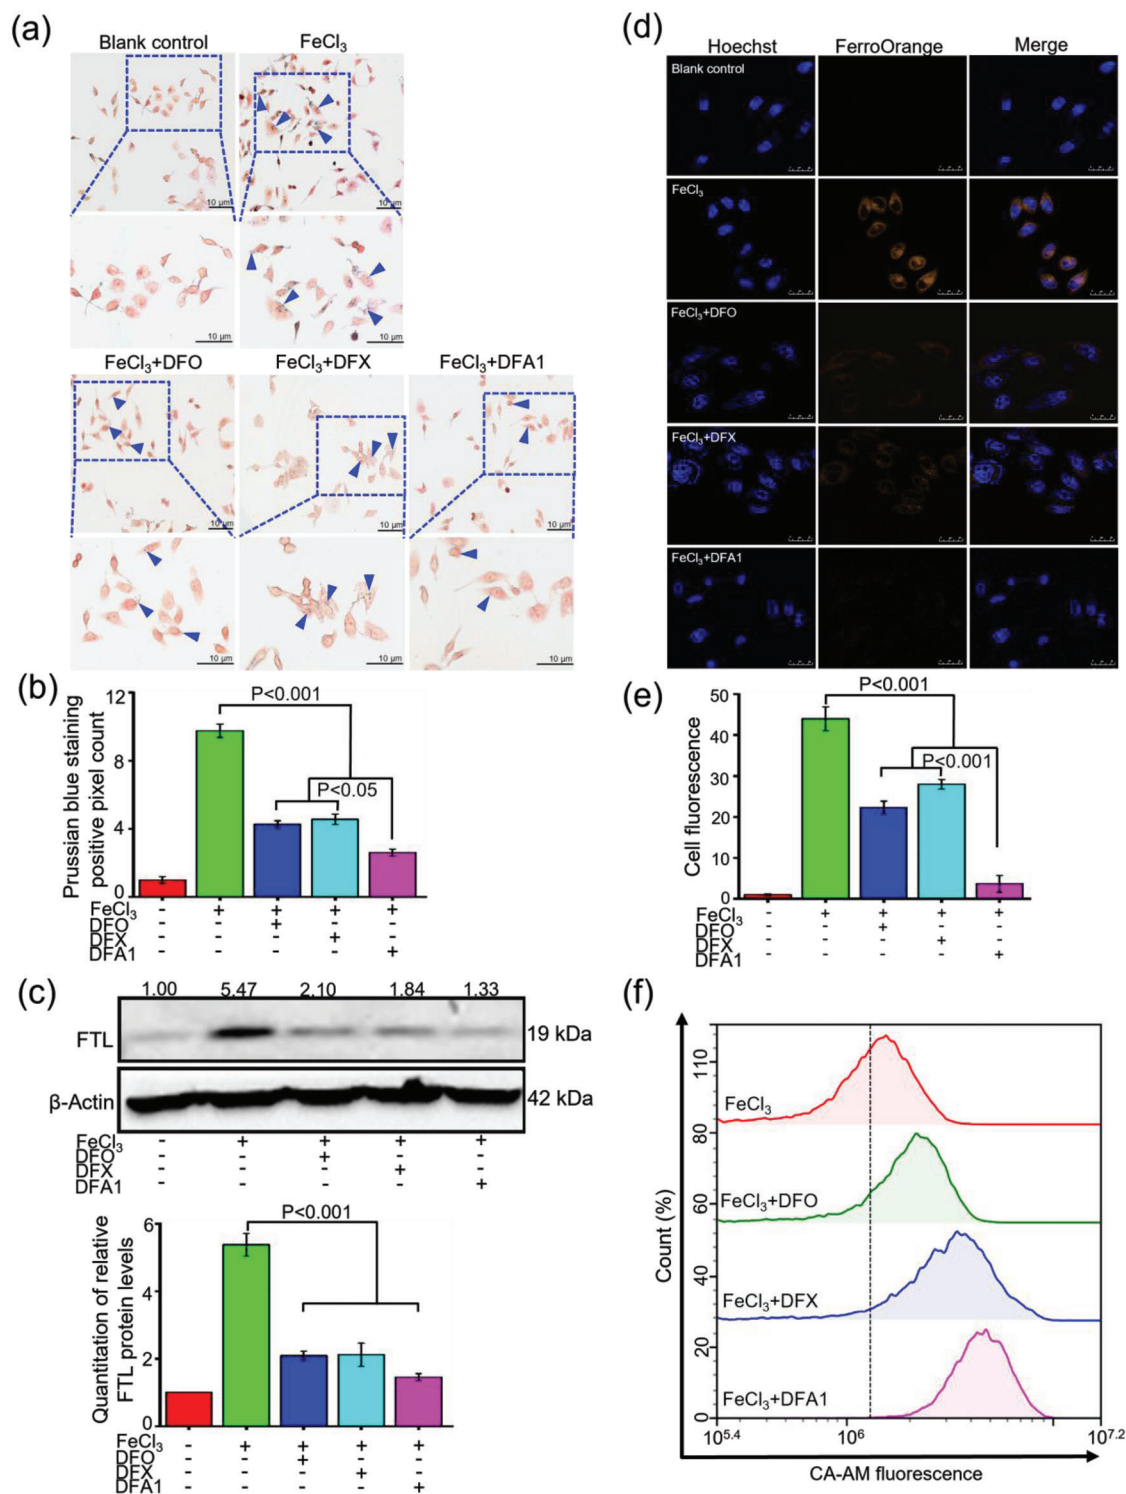 (a)
Blank control FeCl3
10 µm 10 µm
10 µm 10 µm
FeCl3+DFO FeCl3+DFX FeCl3+DFA1
10 µm 10 µm 10 µm
10 µm 10 µm 10 µm
(b)
Prussian blue staining
positive pixel count
12
8
4
0
P<0.001
P<0.05
FeCl3 - + + + +
DFO - - + - -
DFX - - - + -
DFA1 - - - - +
(c)
1.00 5.47 2.10 1.84 1.33
FTL 19 kDa
β-Actin 42 kDa
FeCl3 - + + + +
DFO - - + - -
DFX - - - + -
DFA1 - - - - +
Quantitation of relative
FTL protein levels
6
4
2
0
P<0.001
FeCl3 - + + + +
DFO - - + - -
DFX - - - + -
DFA1 - - - - +
(d)
Hoechst FerroOrange Merge
Blank control
FeCl3
FeCl3+DFO
FeCl3+DFX
FeCl3+DFA1
(e)
Cell fluorescence
50
40
30
20
10
0
P<0.001
P<0.001
FeCl3 - + + + +
DFO - - + - -
DFX - - - + -
DFA1 - - - - +
(f)
Count (%)
110
80
60
40
20
0
FeCl3
FeCl3+DFO
FeCl3+DFX
FeCl3+DFA1
10^5.4 10^6 10^7.2
CA-AM fluorescence